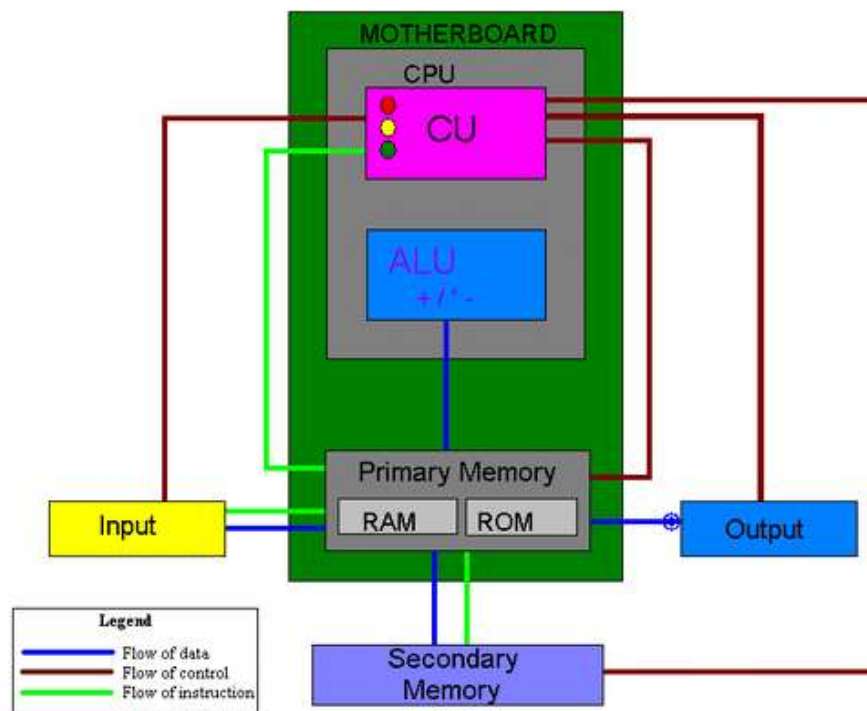 MOTHERBOARD
CPU
CU
ALU
+ / * -
Primary Memory
RAM
ROM
Input
Output
Secondary
Memory
Legend
Flow of data
Flow of control
Flow of instruction